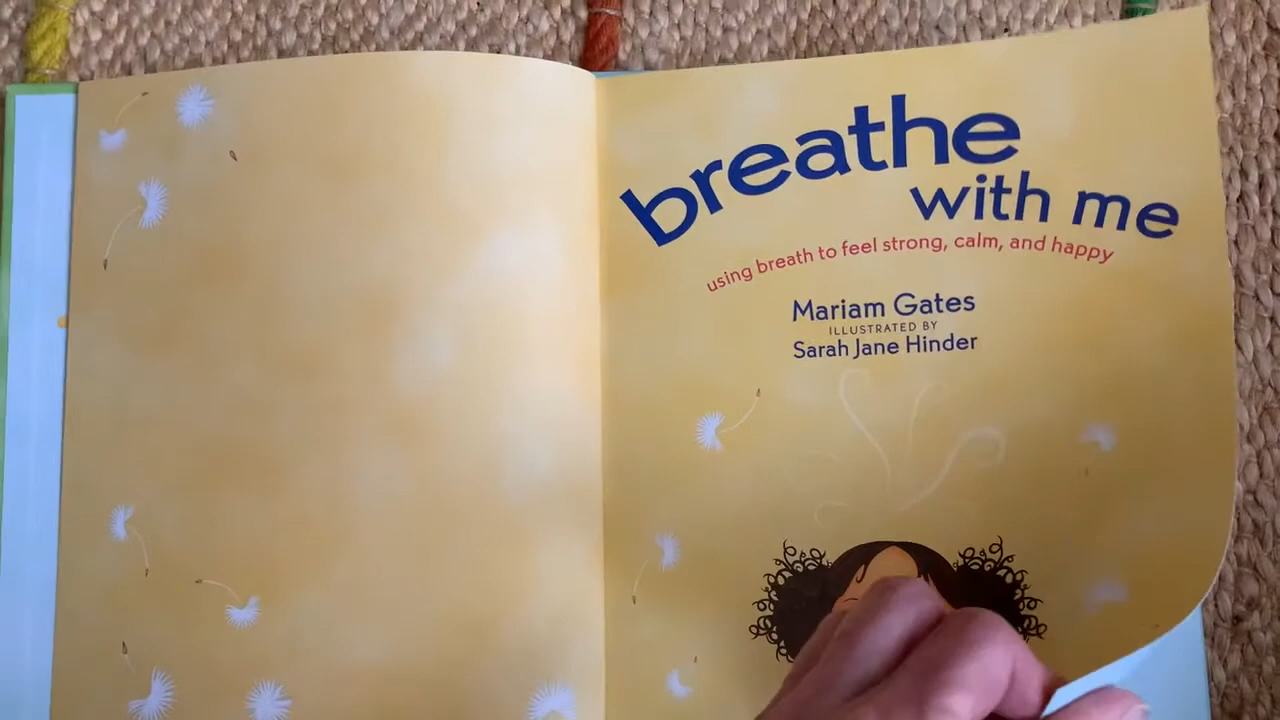 breathe
with me
using breath to feel strong, calm, and happy
Mariam Gates
ILLUSTRATED BY
Sarah Jane Hinder